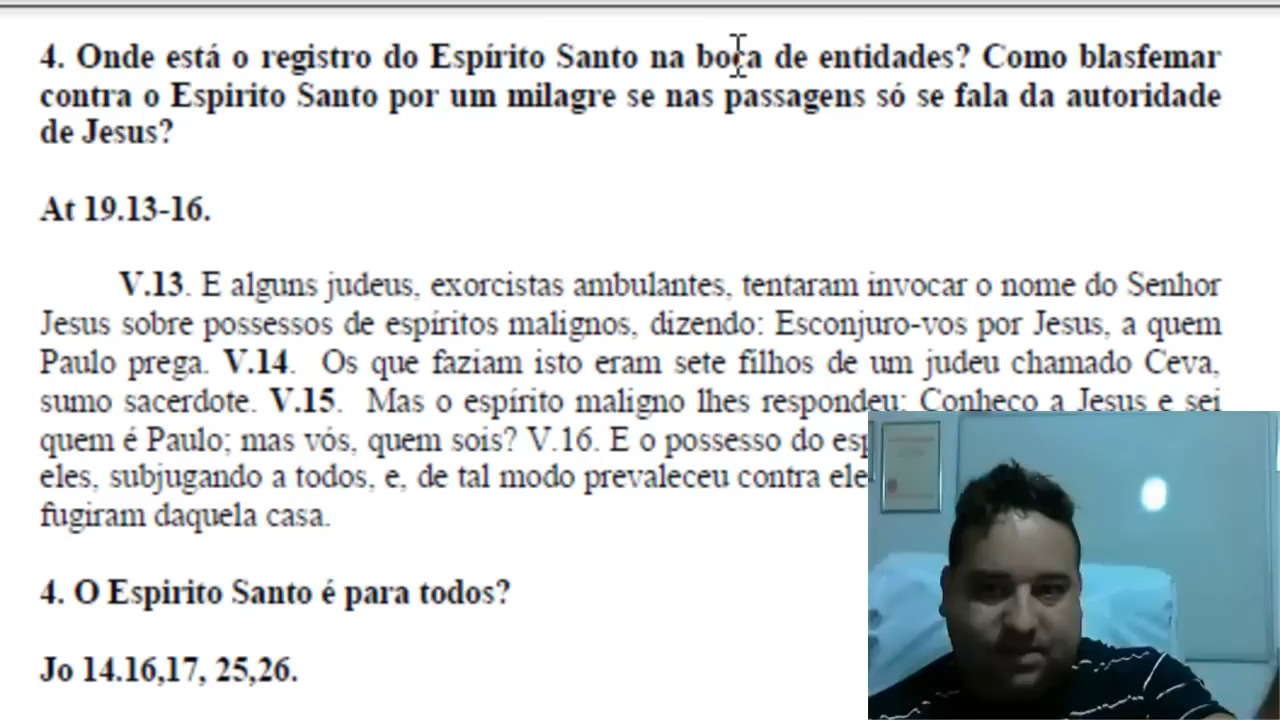 4. Onde está o registro do Espírito Santo na boca de entidades? Como blasfemar
contra o Espirito Santo por um milagre se nas passagens só se fala da autoridade
de Jesus?
At 19.13-16.
V.13. E alguns judeus, exorcistas ambulantes, tentaram invocar o nome do Senhor
Jesus sobre possessos de espíritos malignos, dizendo: Esconjuro-vos por Jesus, a quem
Paulo prega. V.14. Os que faziam isto eram sete filhos de um judeu chamado Ceva,
sumo sacerdote. V.15. Mas o espírito maligno lhes respondeu: Conheço a Jesus e sei
quem é Paulo; mas vós, quem sois? V.16. E o possesso do esp
eles, subjugando a todos, e, de tal modo prevaleceu contra ele
fugiram daquela casa.
4. O Espirito Santo é para todos?
Jo 14.16,17, 25,26.